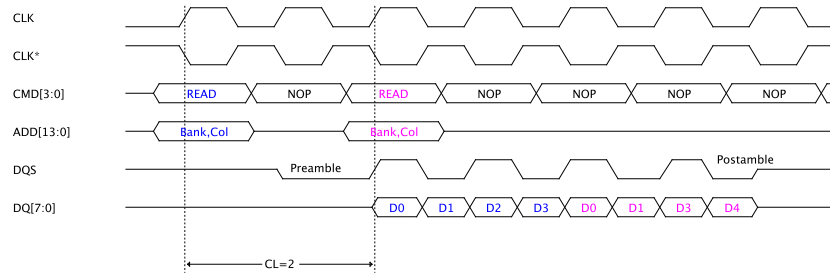 CLK
CLK*
CMD[3:0] READ NOP READ NOP NOP NOP NOP
ADD[13:0] Bank,Col Bank,Col
DQS Preamble Postamble
DQ[7:0] D0 D1 D2 D3 D0 D1 D3 D4
CL=2